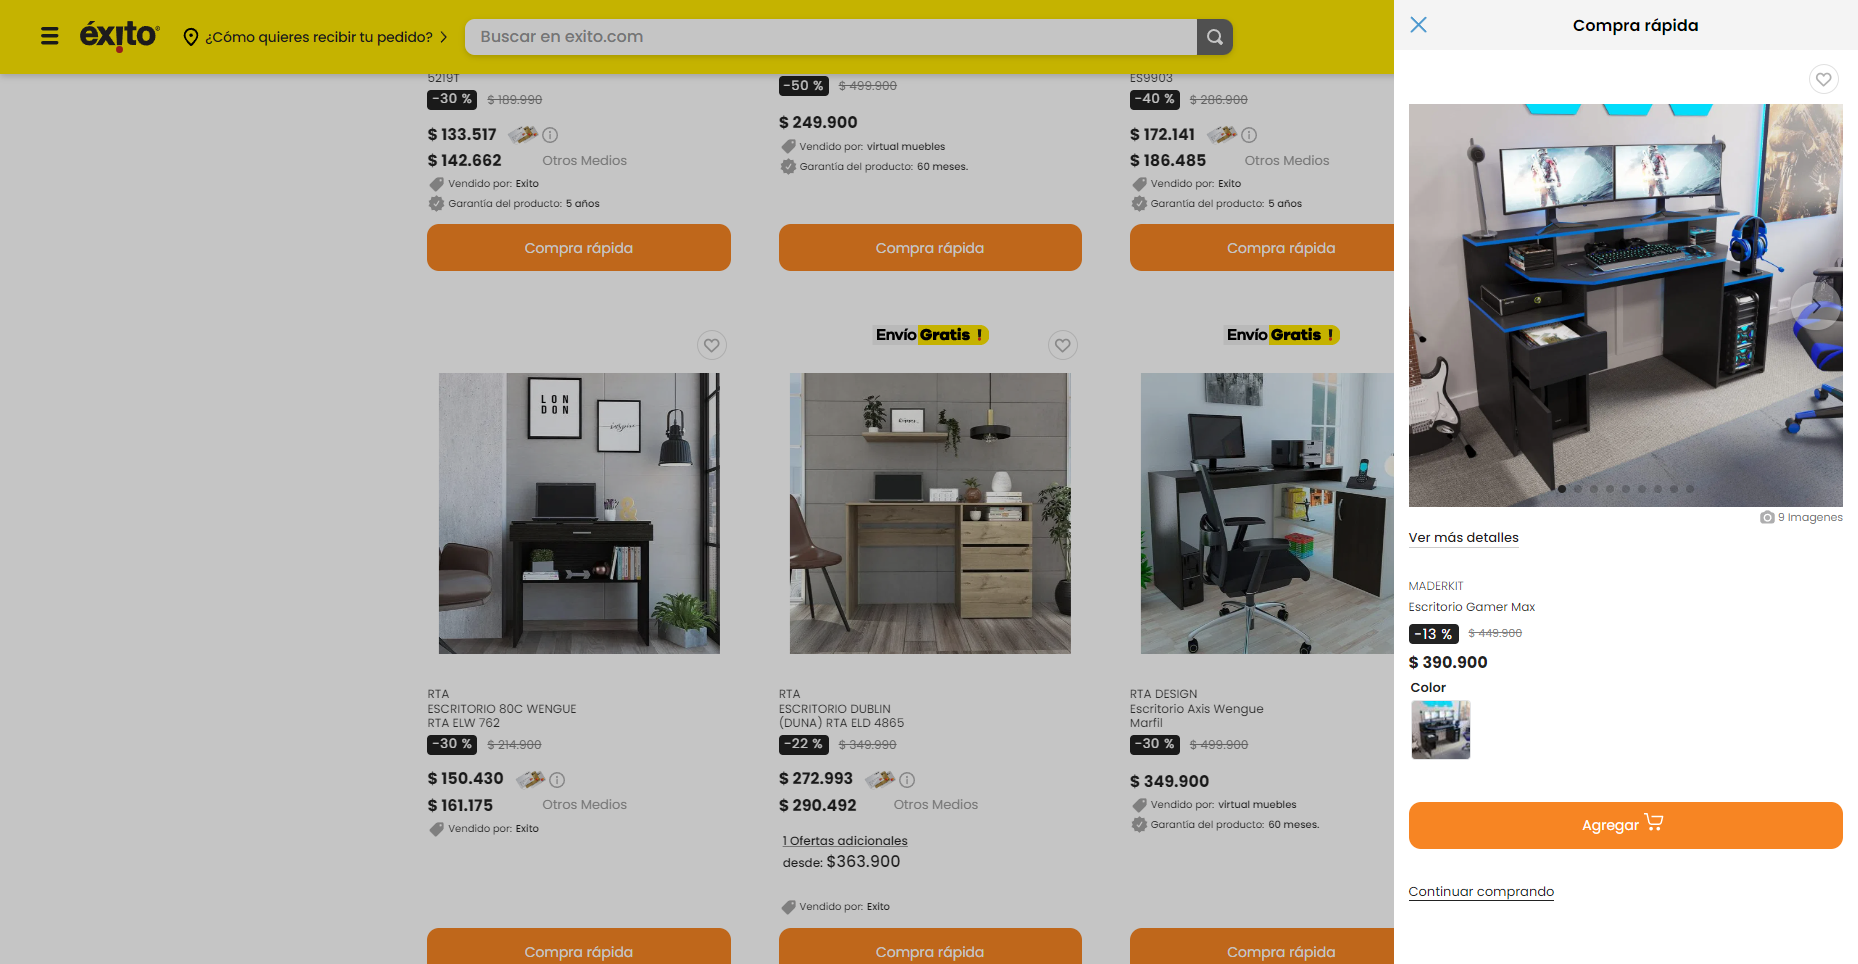 éxito
¿Cómo quieres recibir tu pedido?
Buscar en exito.com
5219T
-30 % $ 189.990
$ 133.517
$ 142.662 Otros Medios
Vendido por: Exito
Garantía del producto: 5 años
Compra rápida
-50 % $ 499.900
$ 249.900
Vendido por: virtual muebles
Garantía del producto: 60 meses.
Compra rápida
ES9903
-40 % $ 286.900
$ 172.141
$ 186.485 Otros Medios
Vendido por: Exito
Garantía del producto: 5 años
Compra rápida
LON
DON
RTA
ESCRITORIO 80C WENGUE
RTA ELW 762
-30 % $ 214.900
$ 150.430
$ 161.175 Otros Medios
Vendido por: Exito
Compra rápida
Envío Gratis !
RTA
ESCRITORIO DUBLIN
(DUNA) RTA ELD 4865
-22 % $ 349.990
$ 272.993
$ 290.492 Otros Medios
1 Ofertas adicionales
desde: $363.900
Vendido por: Exito
Compra rápida
Envío Gratis !
RTA DESIGN
Escritorio Axis Wengue
Marfil
-30 % $ 499.900
$ 349.900
Vendido por: virtual muebles
Garantía del producto: 60 meses.
Compra rápida
Compra rápida
9 Imagenes
Ver más detalles
MADERKIT
Escritorio Gamer Max
-13 % $ 449.900
$ 390.900
Color
Agregar
Continuar comprando